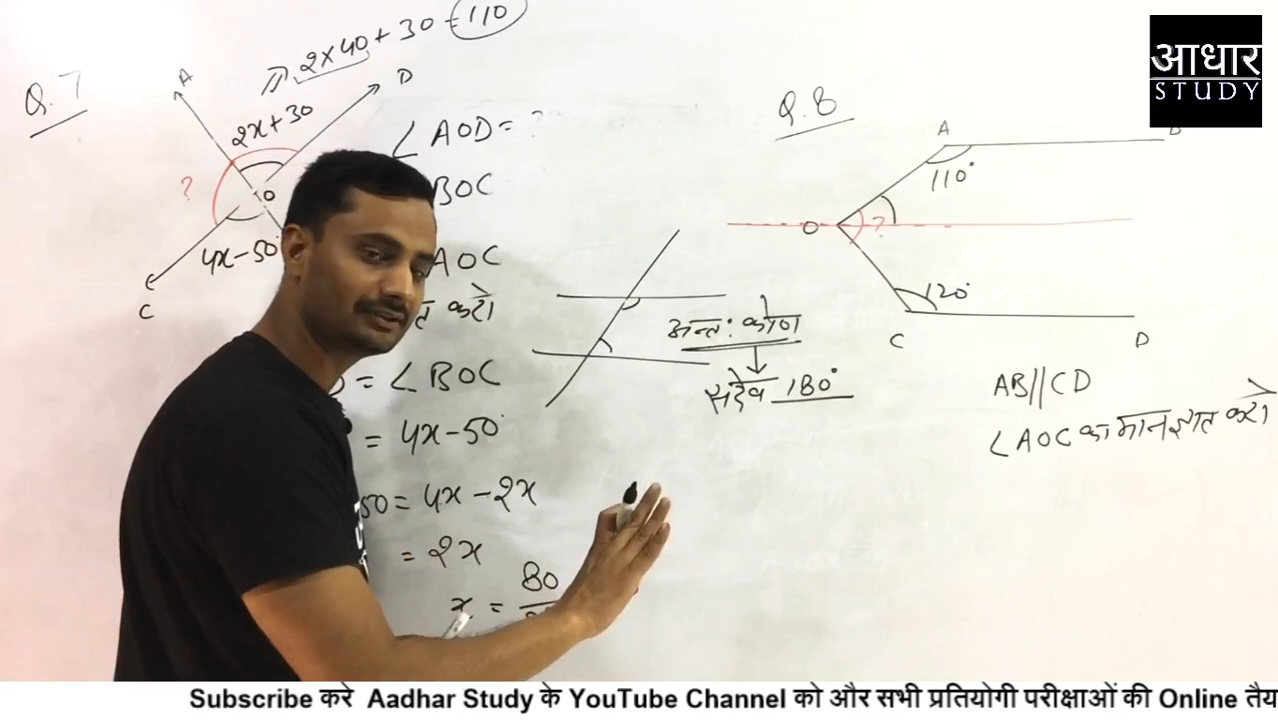 Q.7
2×40 + 30 = 110
A
D
2x+30
?
O
4x-50
C
∠AOD = ?
BOC
AOC
करो
= ∠BOC
= 4x-50°
50 = 4x-2x
= 2x
x = 80
अन्त: कोण
सदैव 180°
Q.8
A
110°
O
?
120°
C
D
AB||CD
∠AOC का मान ज्ञात करो
आधार
STUDY
Subscribe करे Aadhar Study के YouTube Channel को और सभी प्रतियोगी परीक्षाओं की Online तैय